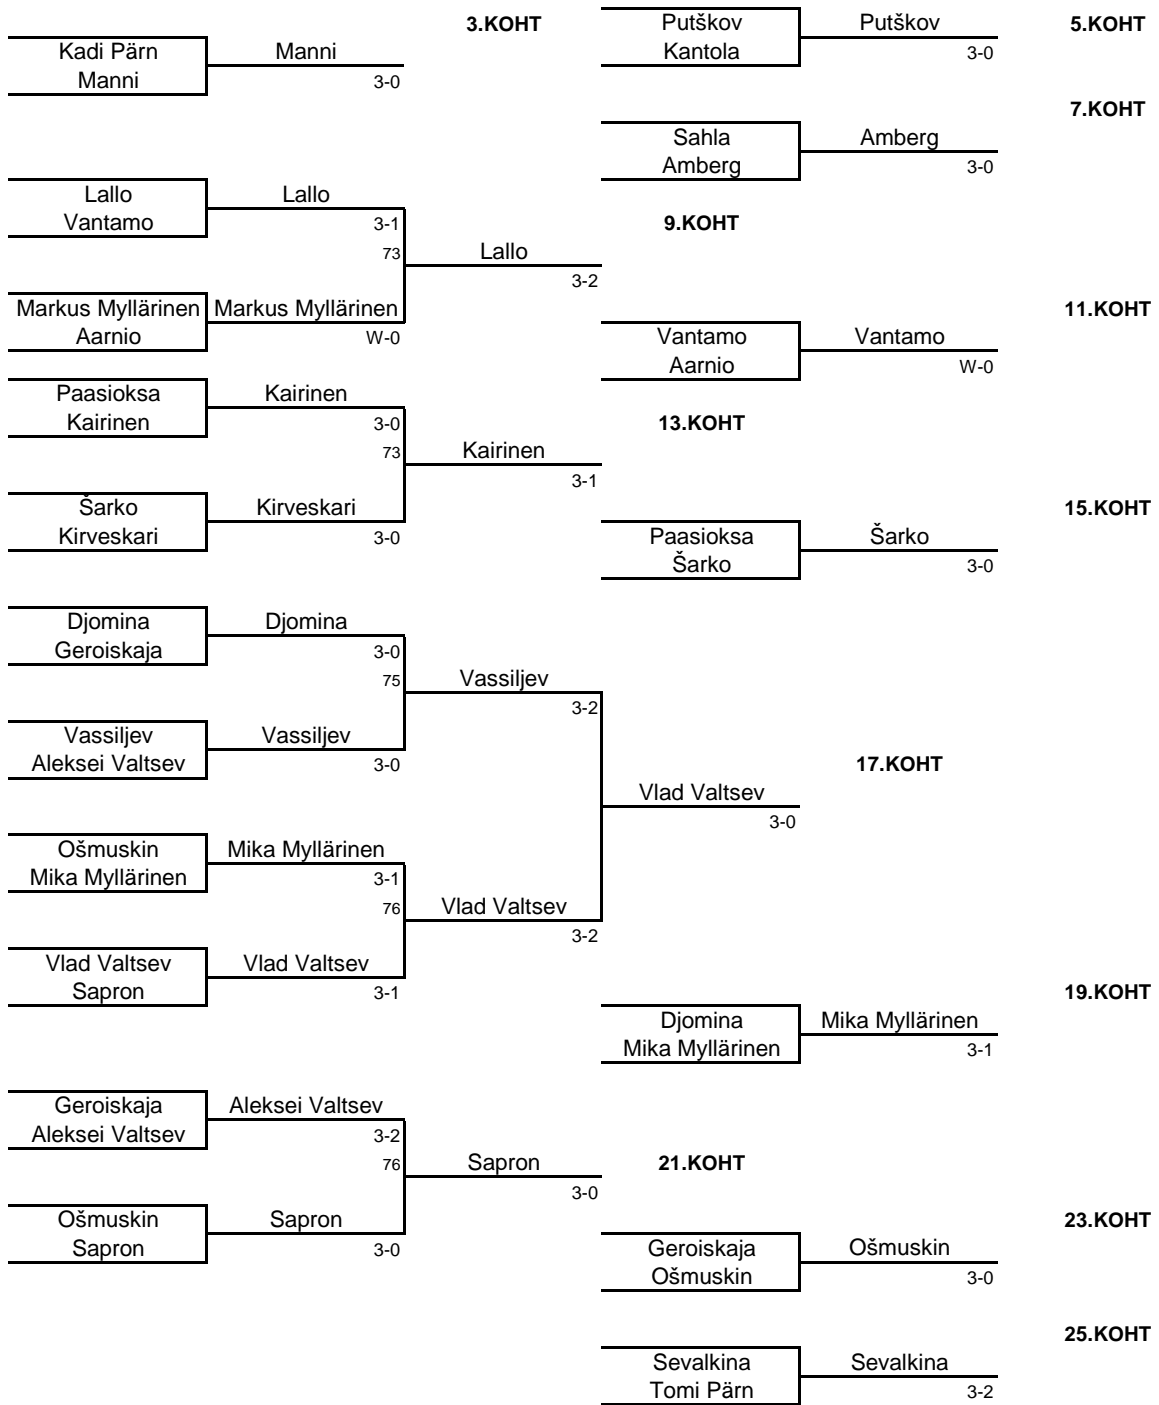 3.KOHT
Putškov
Putškov
5.KOHT
Kadi Pärn
Manni
Kantola
3-0
Manni
3-0
7.KOHT
Sahla
Amberg
Amberg
3-0
Lallo
Lallo
Vantamo
3-1
9.KOHT
73
Lallo
3-2
Markus Myllärinen
Markus Myllärinen
11.KOHT
Aarnio
W-0
Vantamo
Vantamo
Aarnio
W-0
Paasioksa
Kairinen
Kairinen
3-0
13.KOHT
73
Kairinen
3-1
Šarko
Kirveskari
15.KOHT
Kirveskari
3-0
Paasioksa
Šarko
Šarko
3-0
Djomina
Djomina
Geroiskaja
3-0
75
Vassiljev
3-2
Vassiljev
Vassiljev
Aleksei Valtsev
3-0
17.KOHT
Vlad Valtsev
3-0
Ošmuskin
Mika Myllärinen
Mika Myllärinen
3-1
76
Vlad Valtsev
3-2
Vlad Valtsev
Vlad Valtsev
Sapron
3-1
19.KOHT
Djomina
Mika Myllärinen
Mika Myllärinen
3-1
Geroiskaja
Aleksei Valtsev
Aleksei Valtsev
3-2
76
Sapron
21.KOHT
3-0
Ošmuskin
Sapron
23.KOHT
Sapron
3-0
Geroiskaja
Ošmuskin
Ošmuskin
3-0
25.KOHT
Sevalkina
Sevalkina
Tomi Pärn
3-2